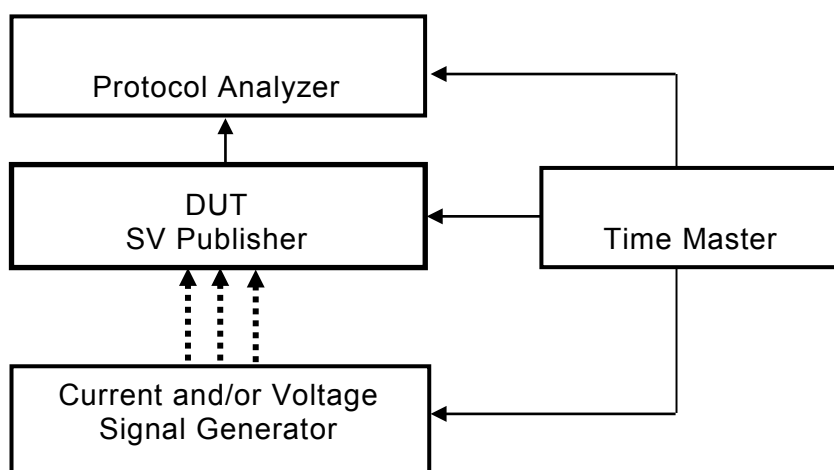 Protocol Analyzer
DUT
SV Publisher
Time Master
Current and/or Voltage
Signal Generator